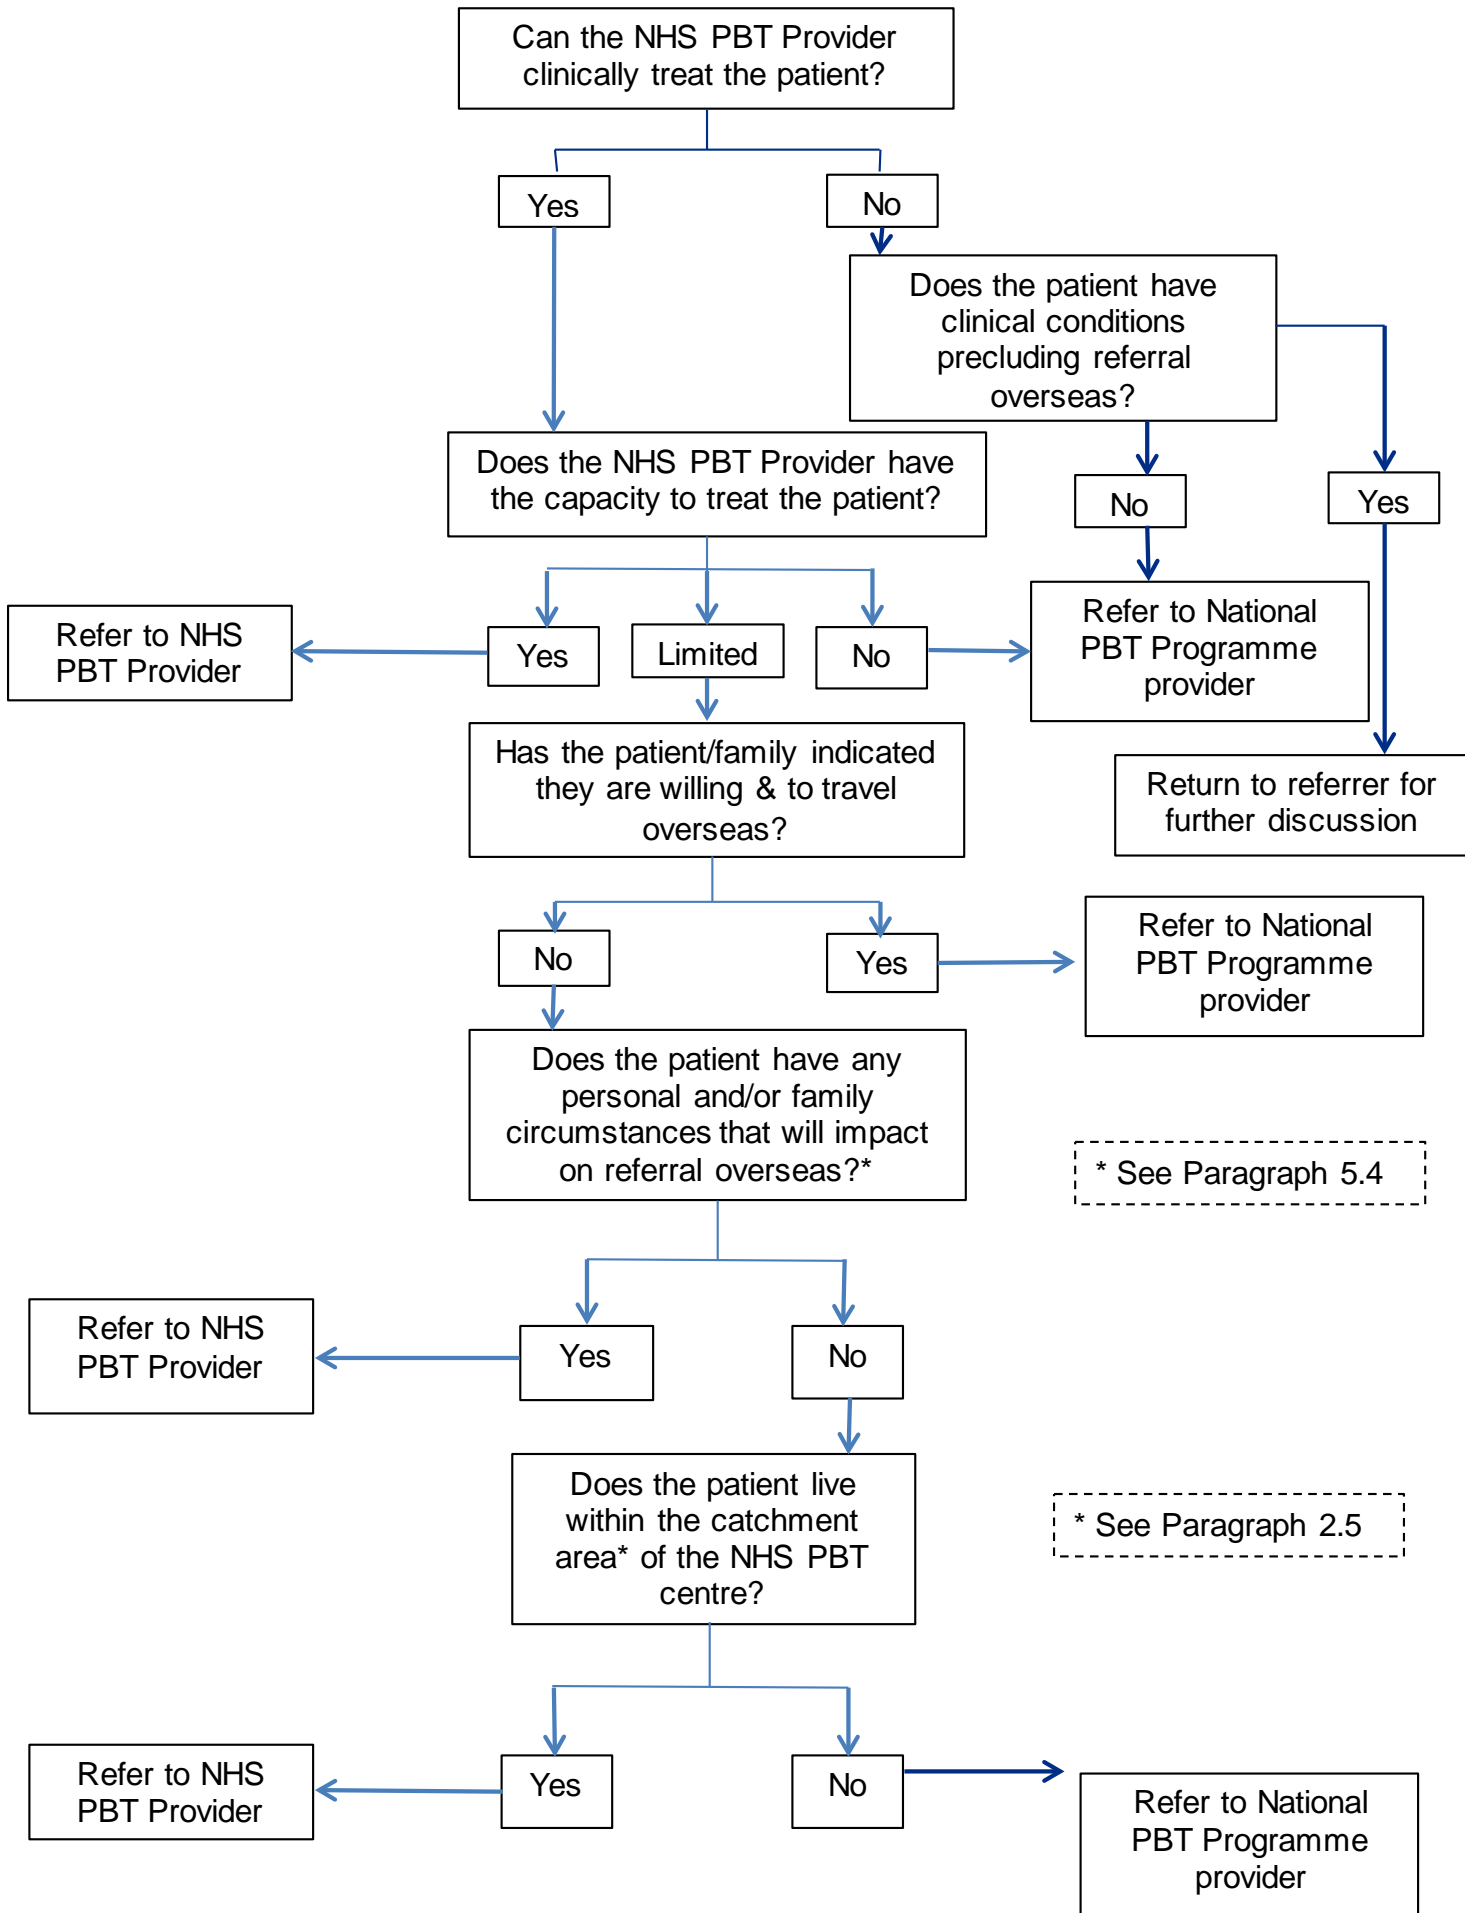 Can the NHS PBT Provider
clinically treat the patient?
Yes
No
Does the patient have
clinical conditions
precluding referral
overseas?
Does the NHS PBT Provider have
the capacity to treat the patient?
No
Yes
Refer to NHS
PBT Provider
Yes
Limited
No
Refer to National
PBT Programme
provider
Has the patient/family indicated
they are willing & to travel
overseas?
Return to referrer for
further discussion
No
Yes
Refer to National
PBT Programme
provider
Does the patient have any
personal and/or family
circumstances that will impact
on referral overseas?*
* See Paragraph 5.4
Refer to NHS
PBT Provider
Yes
No
Does the patient live
within the catchment
area* of the NHS PBT
centre?
* See Paragraph 2.5
Refer to NHS
PBT Provider
Yes
No
Refer to National
PBT Programme
provider